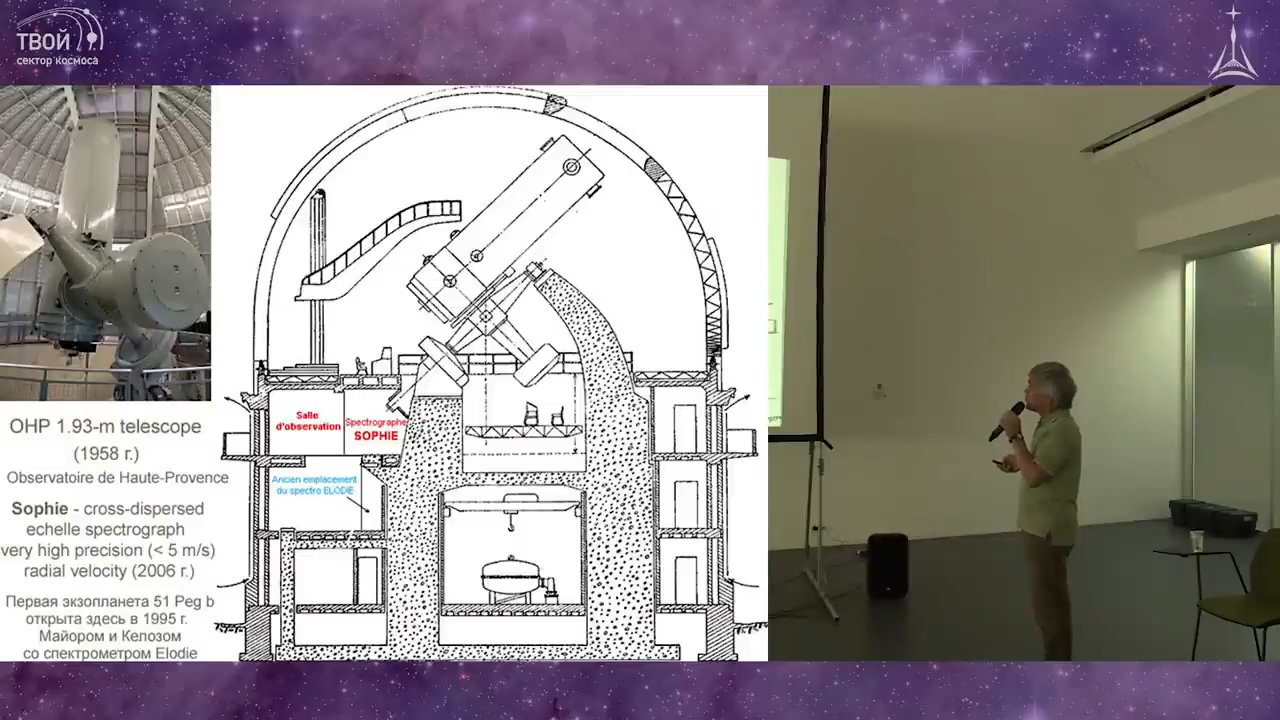 ТВОЙ
сектор космоса
Salle
d'observation
Spectrographe
SOPHIE
Ancien emplacement
du spectro ELODIE
OHP 1.93-m telescope
(1958 г.)
Observatoire de Haute-Provence
Sophie - cross-dispersed
echelle spectrograph
very high precision (< 5 m/s)
radial velocity (2006 г.)
Первая экзопланета 51 Peg b
открыта здесь в 1995 г.
Майором и Келозом
со спектрометром Elodie